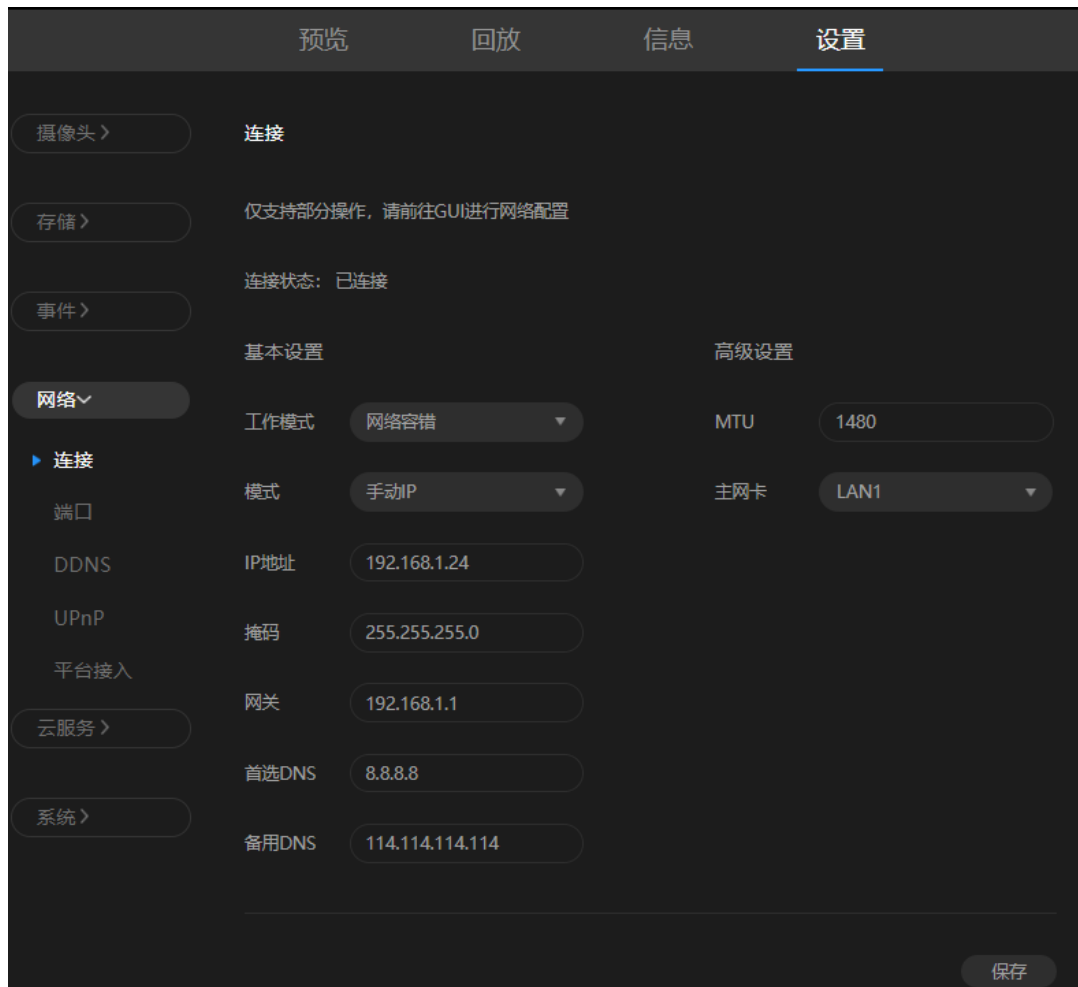 预览 回放 信息 设置
摄像头 连接
仅支持部分操作，请前往GUI进行网络配置
存储
连接状态： 已连接
事件
基本设置 高级设置
网络
工作模式 网络容错 MTU 1480
连接
模式 手动IP 主网卡 LAN1
端口
IP地址 192.168.1.24
DDNS
UPnP
掩码 255.255.255.0
平台接入
网关 192.168.1.1
云服务
首选DNS 8.8.8.8
系统
备用DNS 114.114.114.114
保存